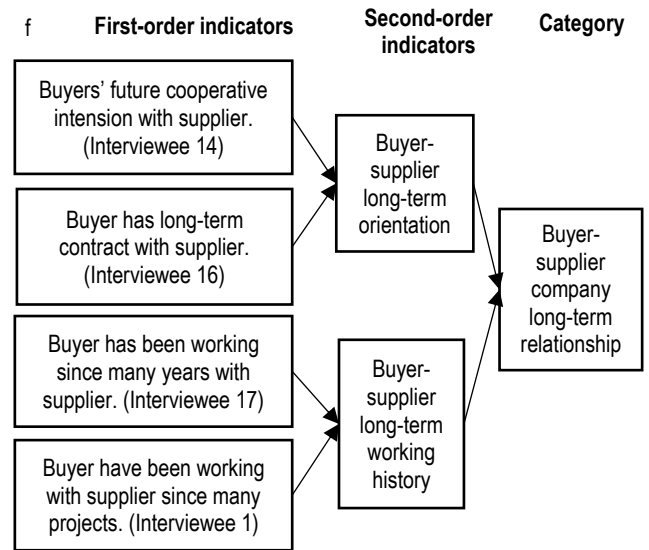 f
First-order indicators
Second-order
indicators
Category
Buyers’ future cooperative
intension with supplier.
(Interviewee 14)
Buyer has long-term
contract with supplier.
(Interviewee 16)
Buyer has been working
since many years with
supplier. (Interviewee 17)
Buyer have been working
with supplier since many
projects. (Interviewee 1)
Buyer-
supplier
long-term
orientation
Buyer-
supplier
long-term
working
history
Buyer-
supplier
company
long-term
relationship